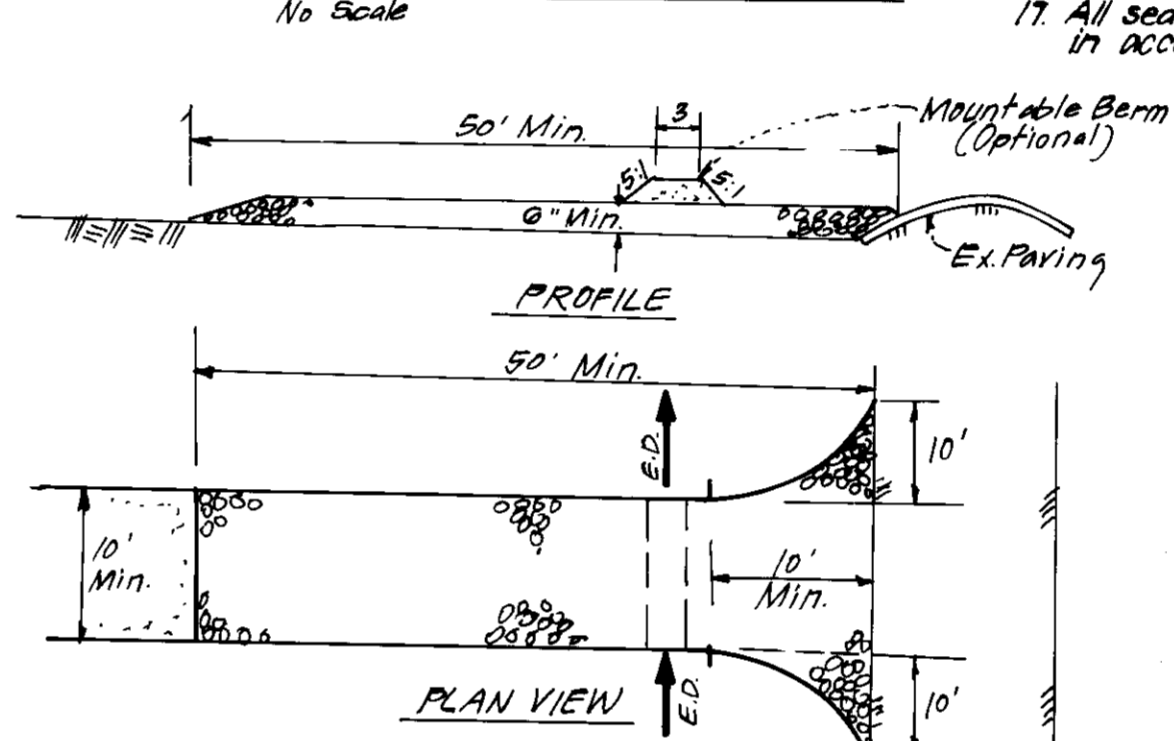 No Scale
17. All sea
in acco
50' Min.
3
Mountable Berm
(Optional)
5:1
5:1
6" Min.
Ex. Paving
PROFILE
50' Min.
E.D.
10'
10'
Min.
10'
Min.
PLAN VIEW
E.D.
10'